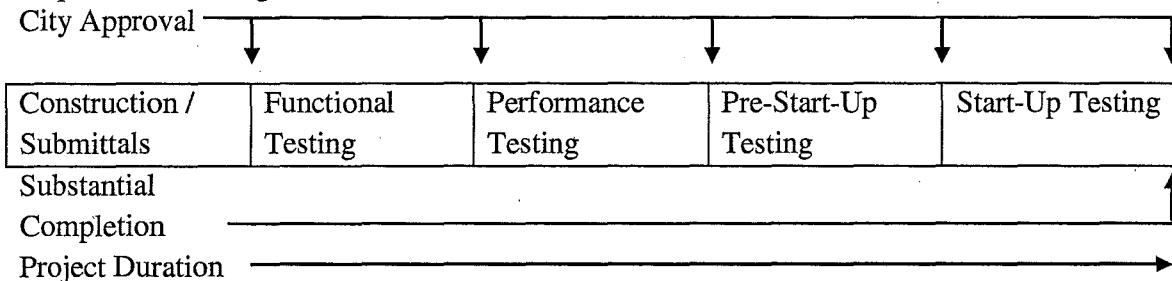 City Approval
Construction / Submittals
Functional Testing
Performance Testing
Pre-Start-Up Testing
Start-Up Testing
Substantial
Completion
Project Duration